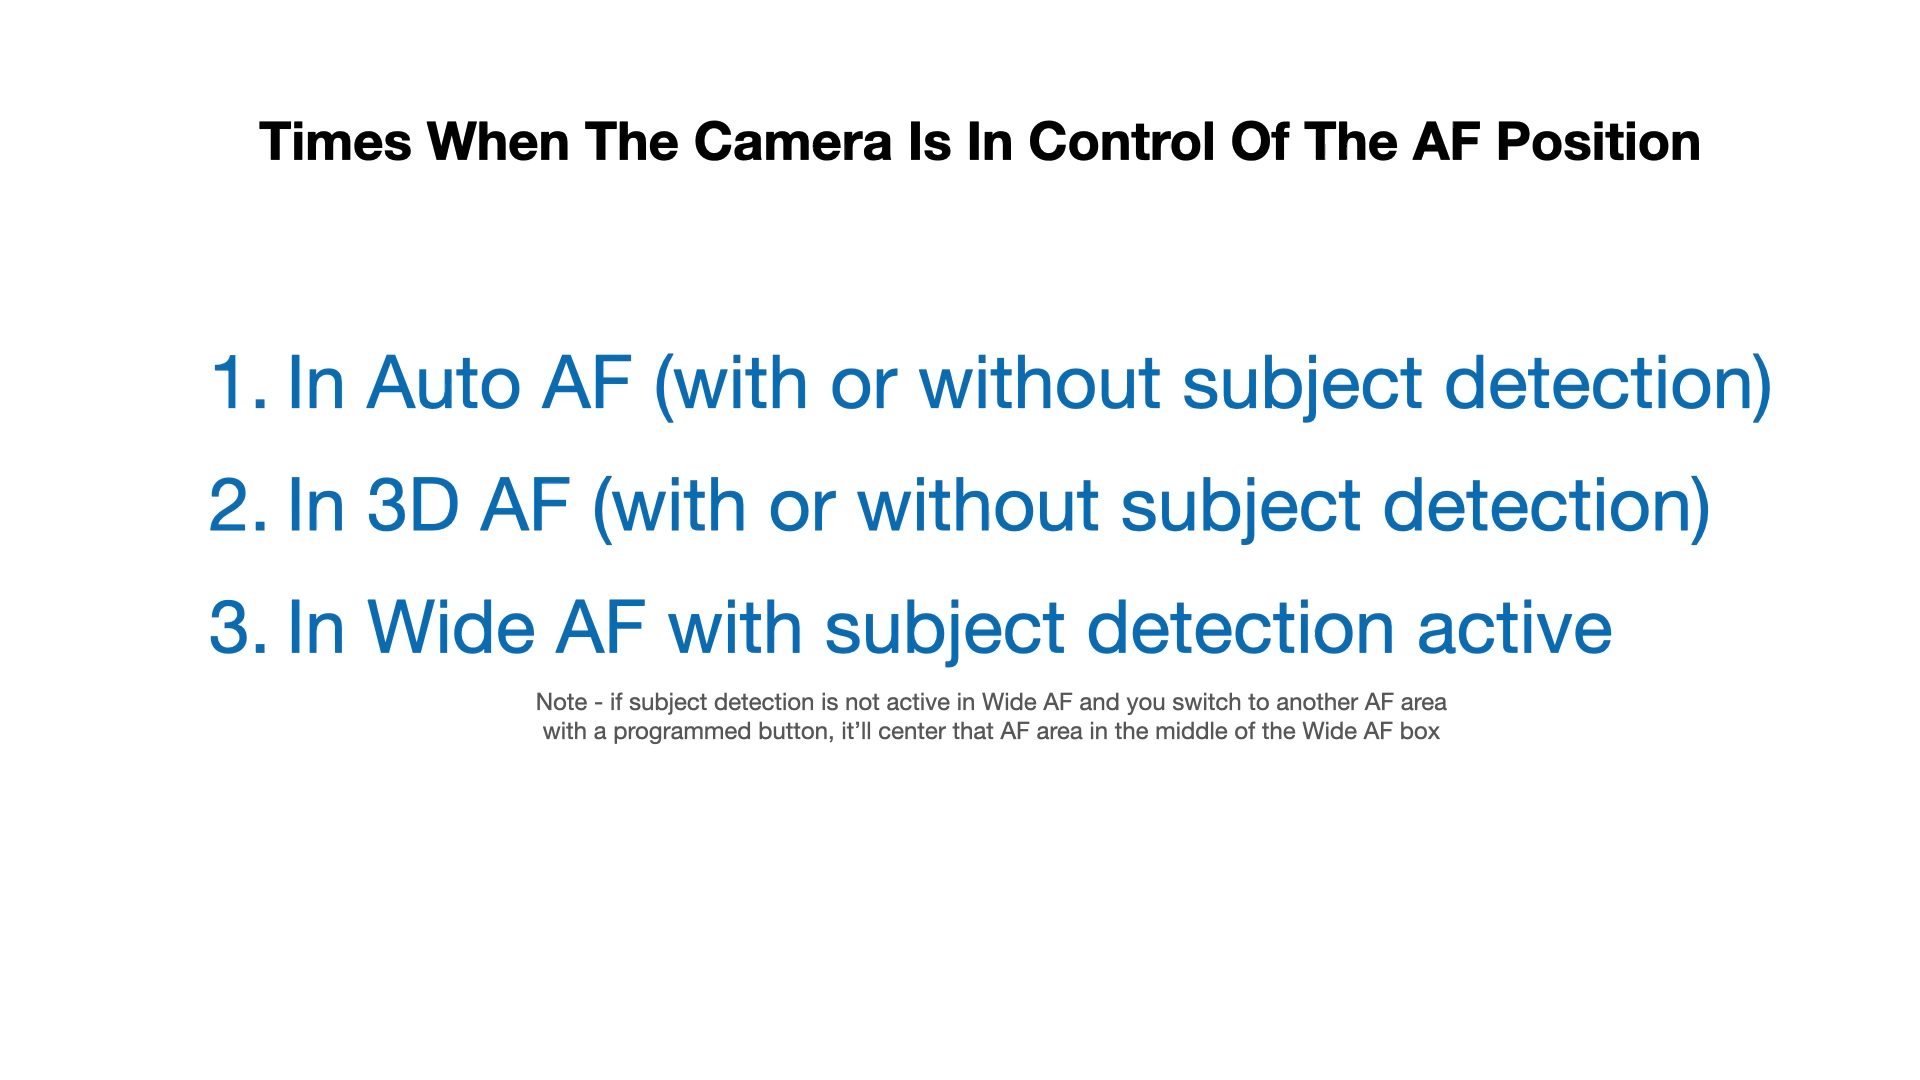 Times When The Camera Is In Control Of The AF Position
1. In Auto AF (with or without subject detection)
2. In 3D AF (with or without subject detection)
3. In Wide AF with subject detection active
Note - if subject detection is not active in Wide AF and you switch to another AF area
with a programmed button, it’ll center that AF area in the middle of the Wide AF box